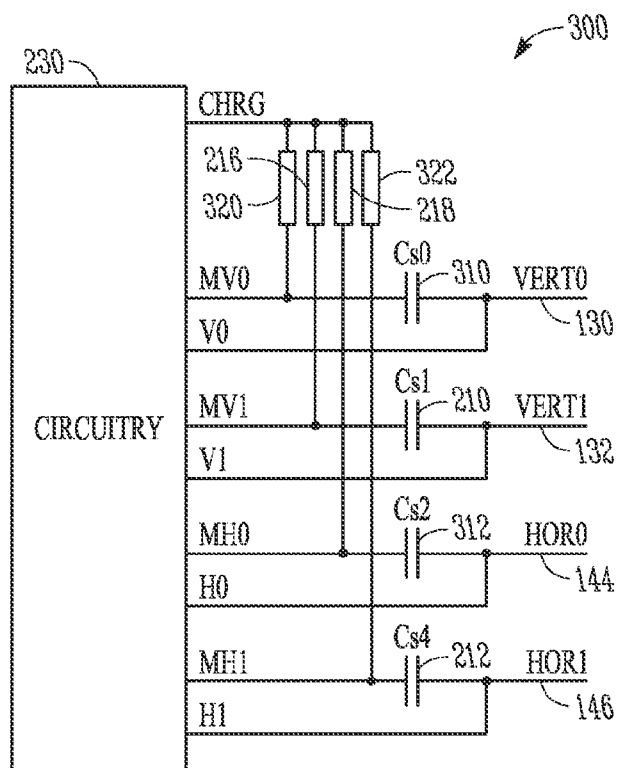 300
230
CHRG
216
322
320
218
Cs0
310
MV0
VERT0
130
V0
Cs1
210
MV1
VERT1
132
V1
CIRCUITRY
Cs2
312
MH0
HOR0
144
H0
Cs4
212
MH1
HOR1
146
H1